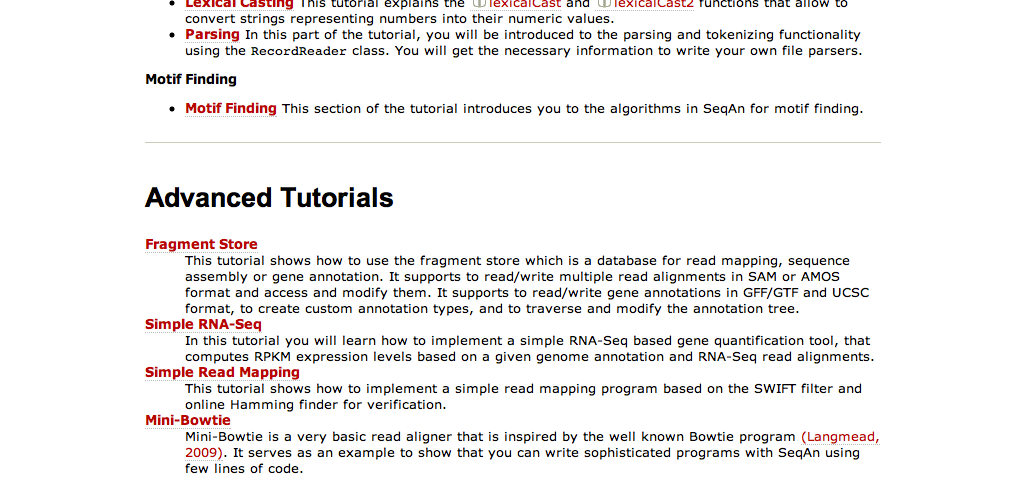 Lexical Casting This tutorial explains the lexicalCast and lexicalCast2 functions that allow to
convert strings representing numbers into their numeric values.
Parsing In this part of the tutorial, you will be introduced to the parsing and tokenizing functionality
using the RecordReader class. You will get the necessary information to write your own file parsers.
Motif Finding
Motif Finding This section of the tutorial introduces you to the algorithms in SeqAn for motif finding.
Advanced Tutorials
Fragment Store
This tutorial shows how to use the fragment store which is a database for read mapping, sequence
assembly or gene annotation. It supports to read/write multiple read alignments in SAM or AMOS
format and access and modify them. It supports to read/write gene annotations in GFF/GTF and UCSC
format, to create custom annotation types, and to traverse and modify the annotation tree.
Simple RNA-Seq
In this tutorial you will learn how to implement a simple RNA-Seq based gene quantification tool, that
computes RPKM expression levels based on a given genome annotation and RNA-Seq read alignments.
Simple Read Mapping
This tutorial shows how to implement a simple read mapping program based on the SWIFT filter and
online Hamming finder for verification.
Mini-Bowtie
Mini-Bowtie is a very basic read aligner that is inspired by the well known Bowtie program (Langmead,
2009). It serves as an example to show that you can write sophisticated programs with SeqAn using
few lines of code.